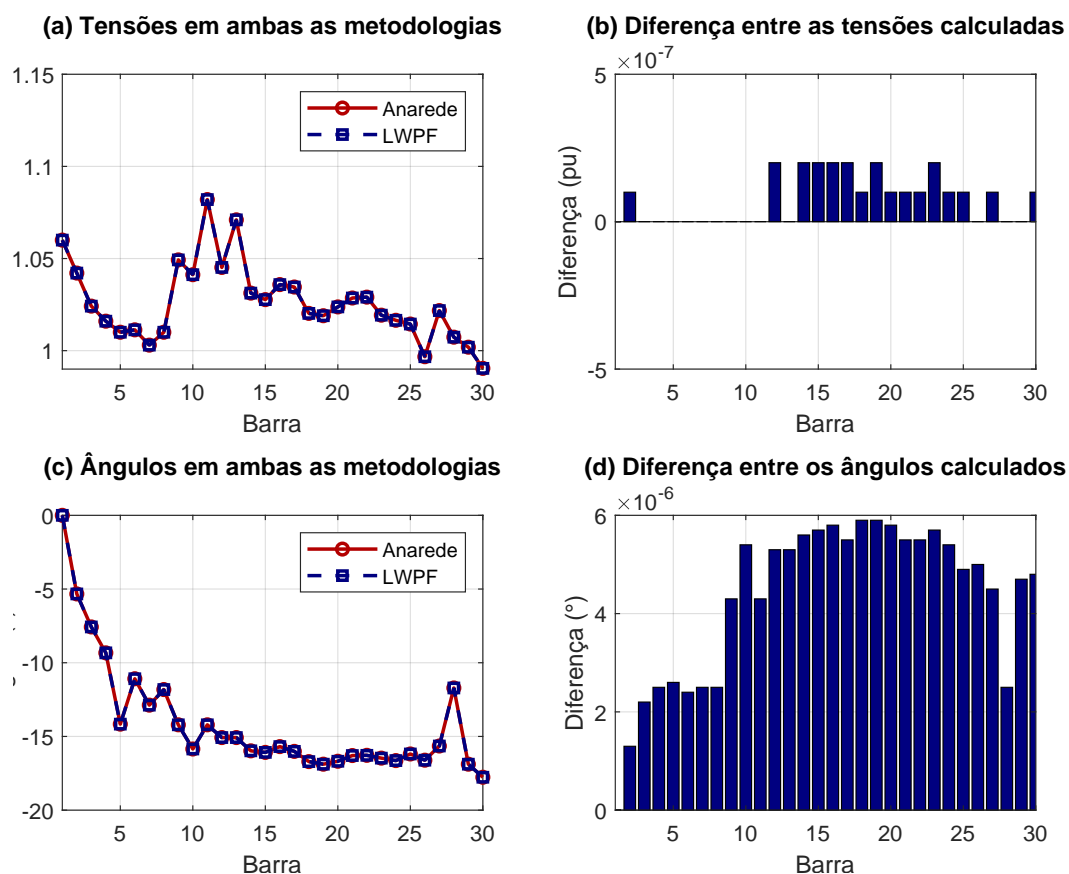 (a) Tensões em ambas as metodologias
1.15
1.1
1.05
1
5 10 15 20 25 30
Barra
Anarede
LWPF
(b) Diferença entre as tensões calculadas
×10-7
5
0
-5
Diferença (pu)
5 10 15 20 25 30
Barra
(c) Ângulos em ambas as metodologias
0
-5
-10
-15
-20
5 10 15 20 25 30
Barra
Anarede
LWPF
(d) Diferença entre os ângulos calculados
×10-6
6
4
2
0
Diferença (°)
5 10 15 20 25 30
Barra